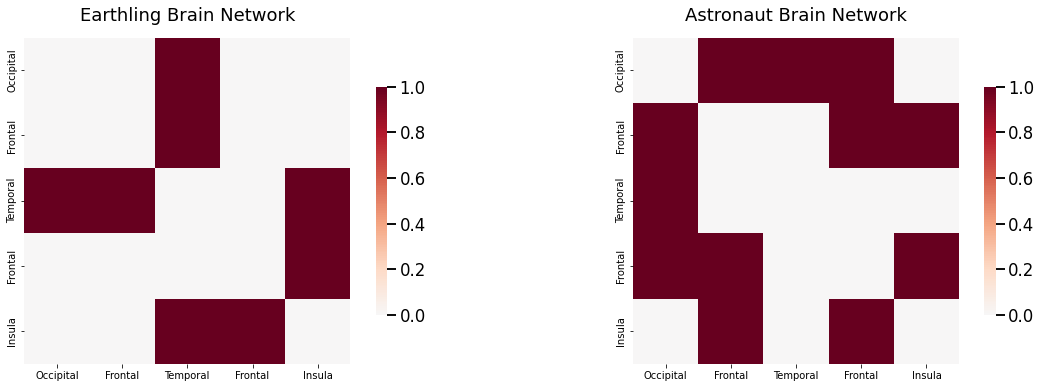 Earthling Brain Network
Astronaut Brain Network
Occipital
Frontal
Temporal
Frontal
Insula
Occipital Frontal Temporal Frontal Insula
1.0
0.8
0.6
0.4
0.2
0.0
Occipital
Frontal
Temporal
Frontal
Insula
Occipital Frontal Temporal Frontal Insula
1.0
0.8
0.6
0.4
0.2
0.0